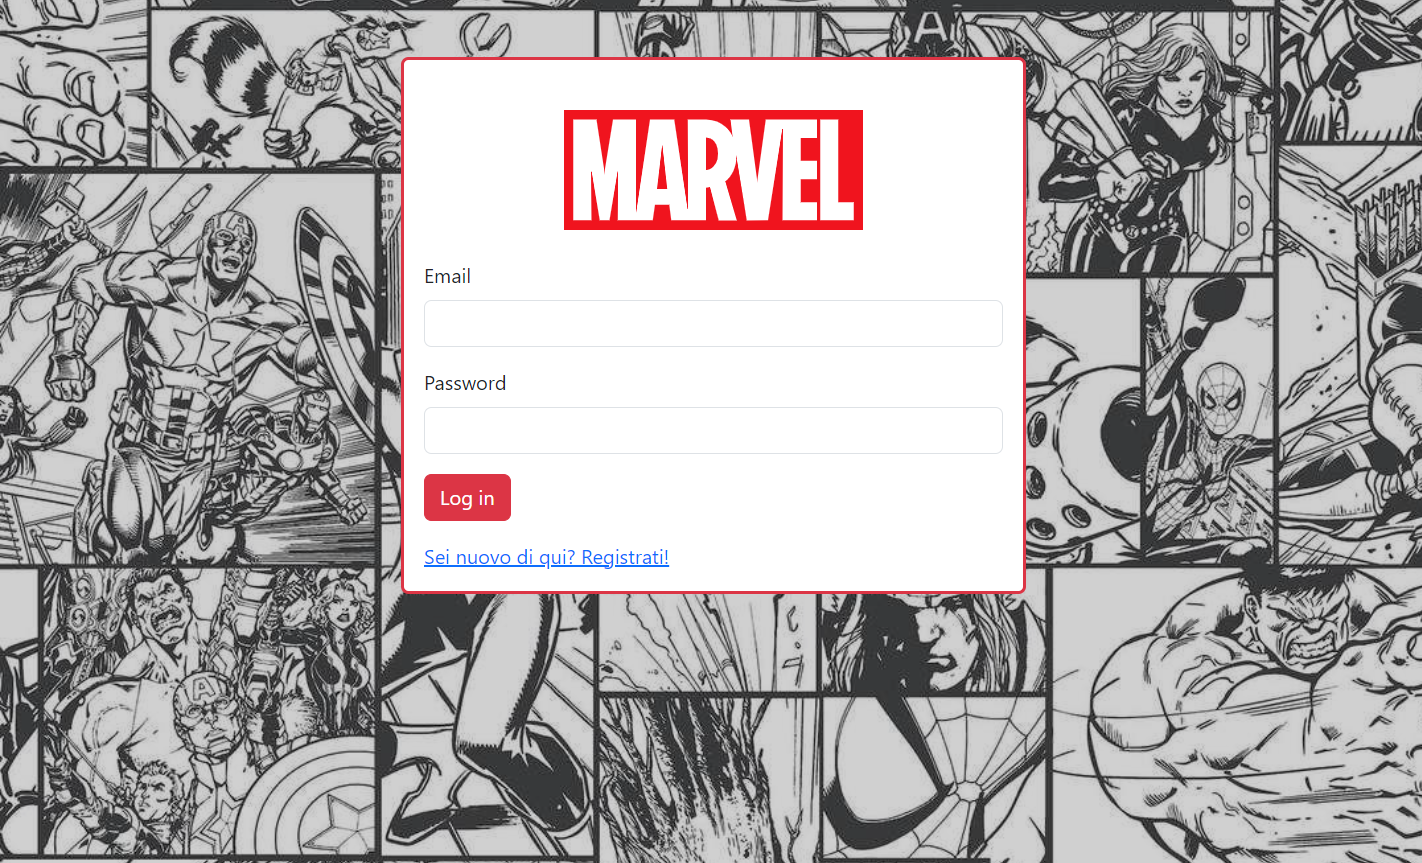 A
MARVEL
Email
Password
Log in
Sei nuovo di qui? Registrati!
A